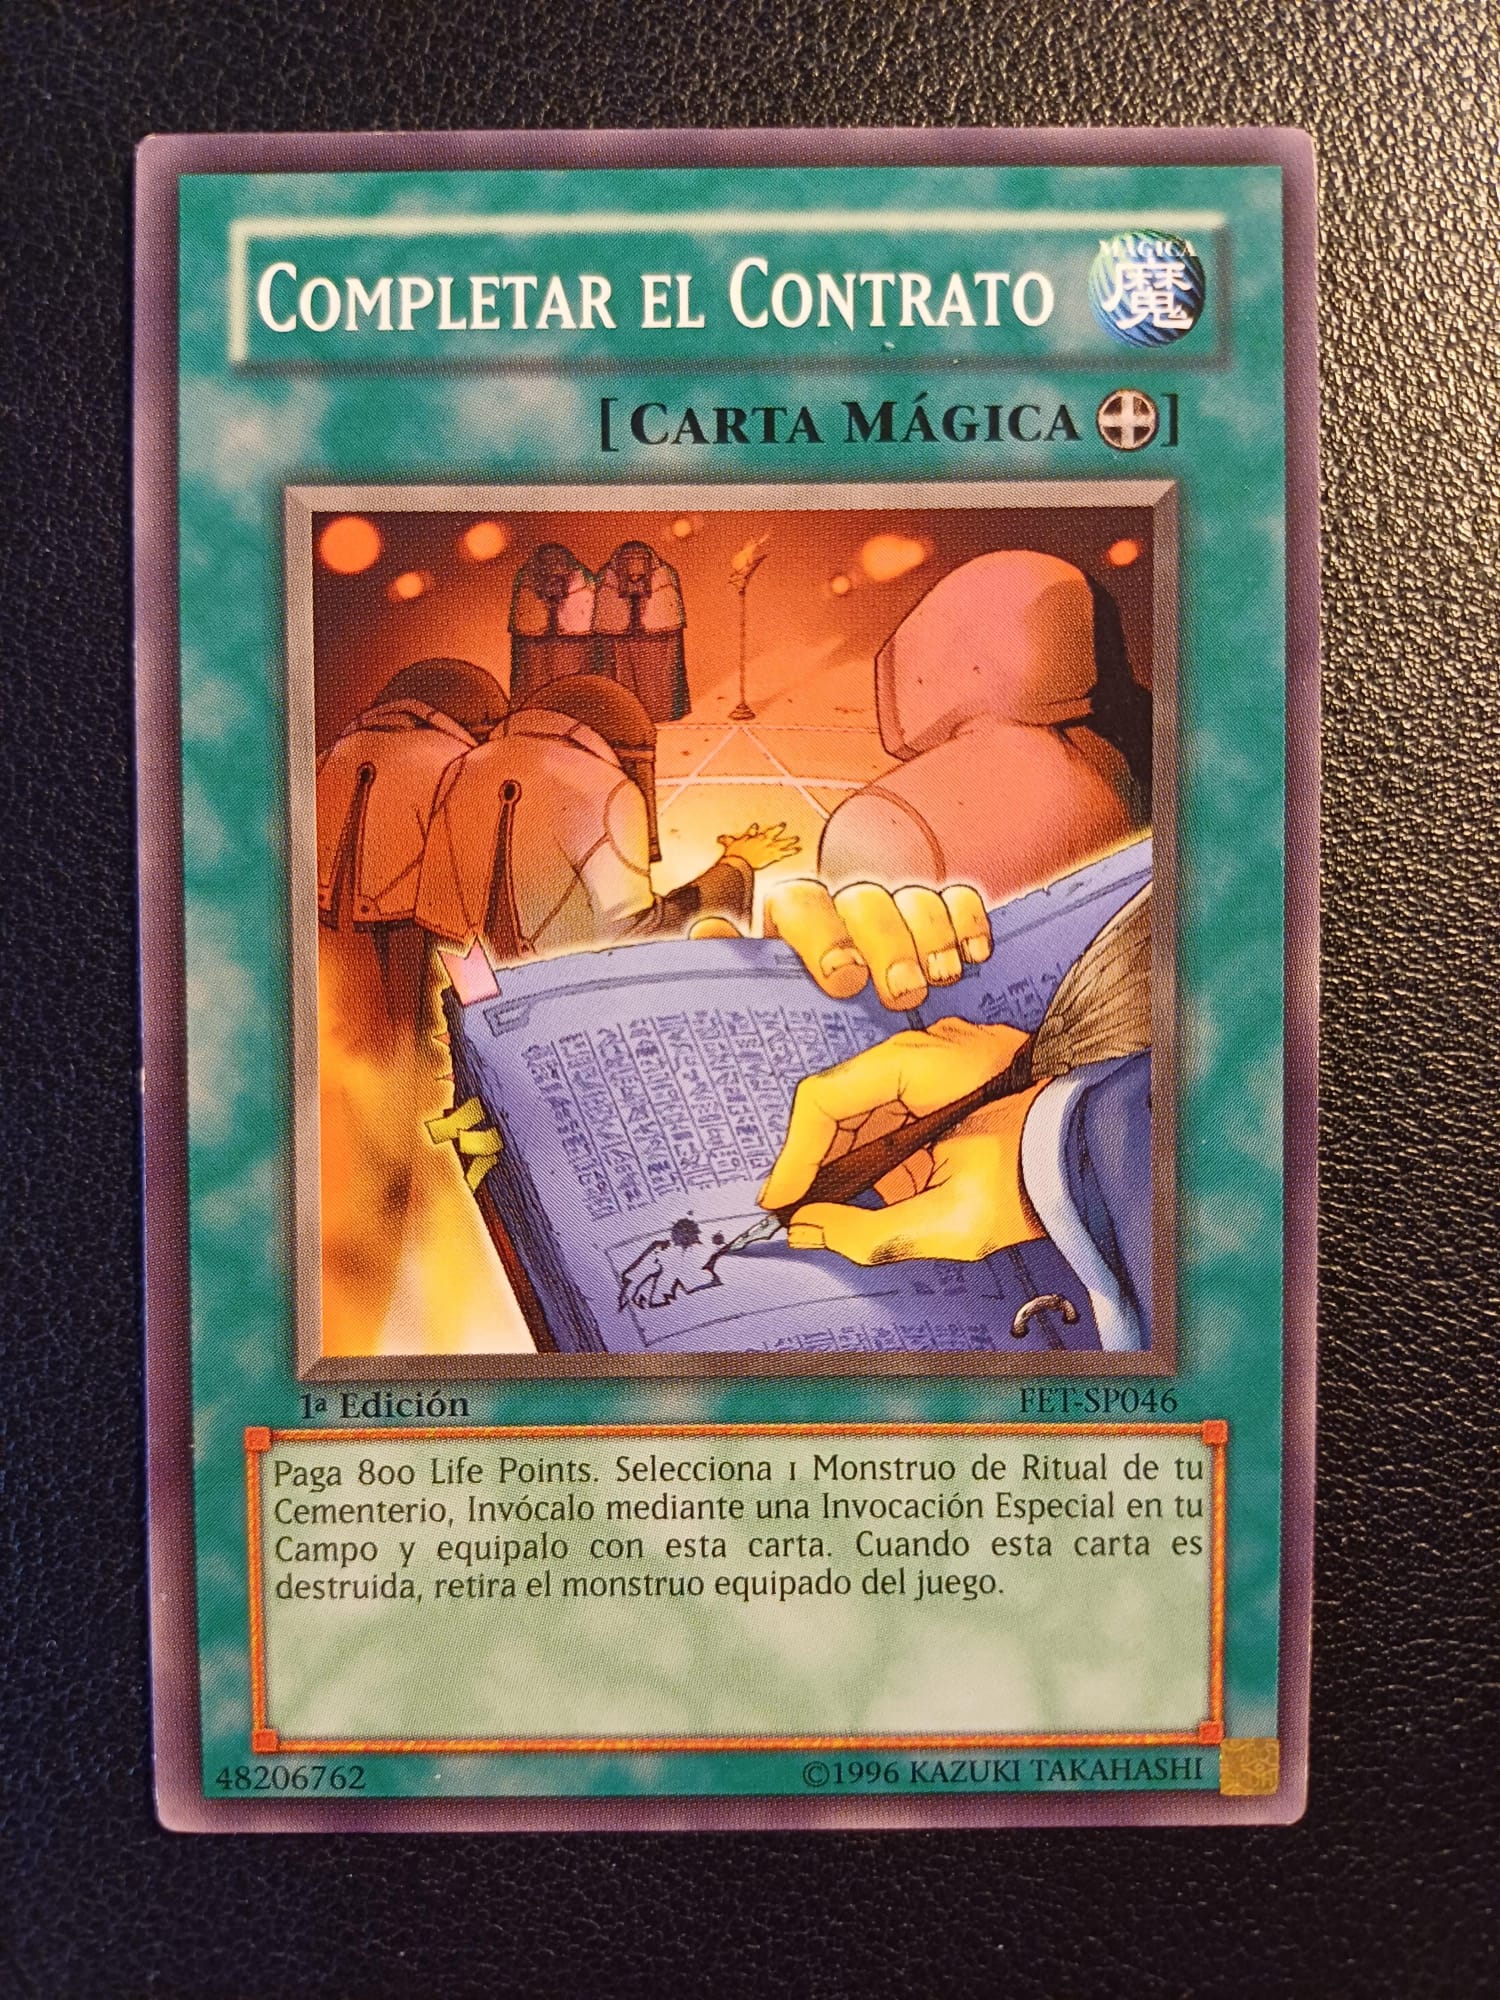 COMPLETAR EL CONTRATO
MÁGICA
魔
[CARTA MÁGICA]
1ª Edición
FET-SP046
Paga 800 Life Points. Selecciona 1 Monstruo de Ritual de tu
Cementerio, Invócalo mediante una Invocación Especial en tu
Campo y equipalo con esta carta. Cuando esta carta es
destruida, retira el monstruo equipado del juego.
48206762
©1996 KAZUKI TAKAHASHI